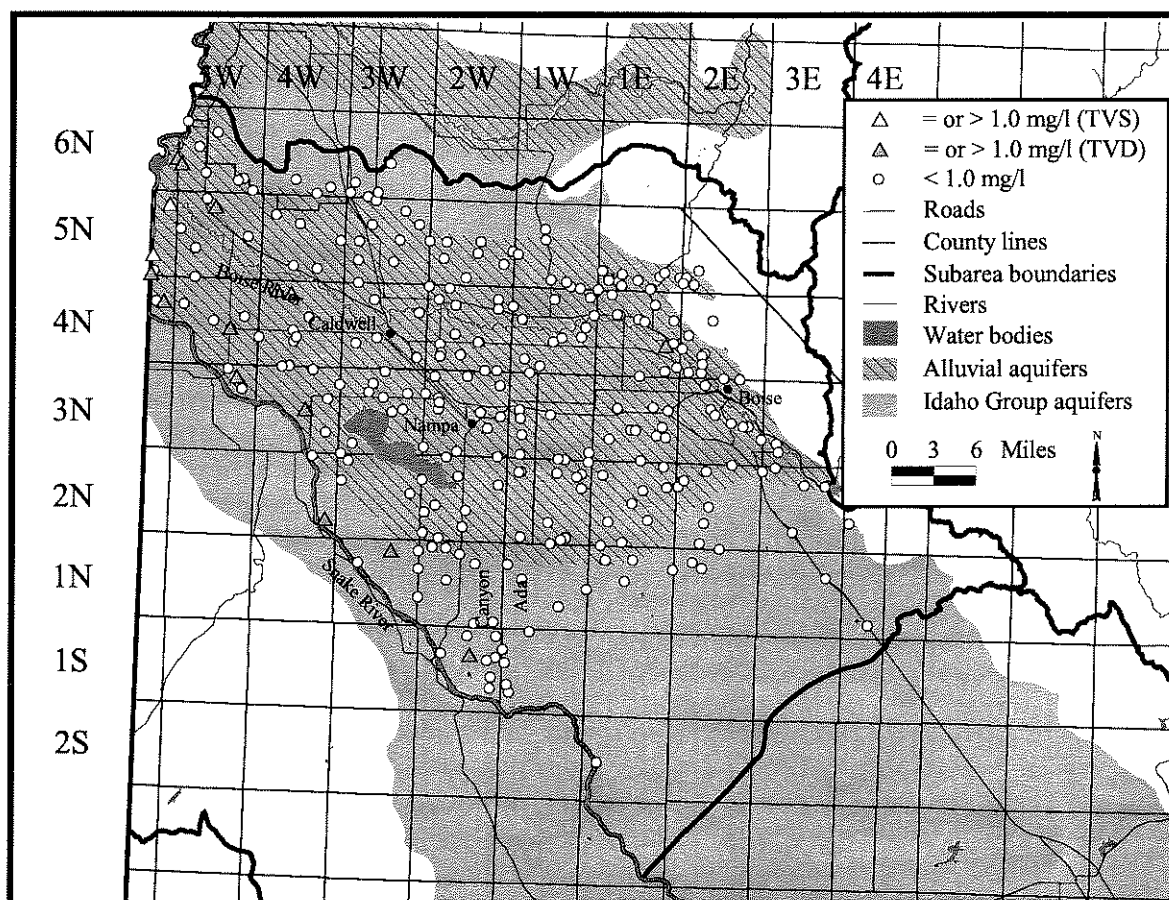 5W 4W 3W 2W 1W 1E 2E 3E 4E
6N
5N
4N
3N
2N
1N
1S
2S
= or > 1.0 mg/l (TVS)
= or > 1.0 mg/l (TVD)
< 1.0 mg/l
Roads
County lines
Subarea boundaries
Rivers
Water bodies
Alluvial aquifers
Idaho Group aquifers
N
0 3 6 Miles
Boise River
Caldwell
Boise
Nampa
Snake River
Canyon
Ada